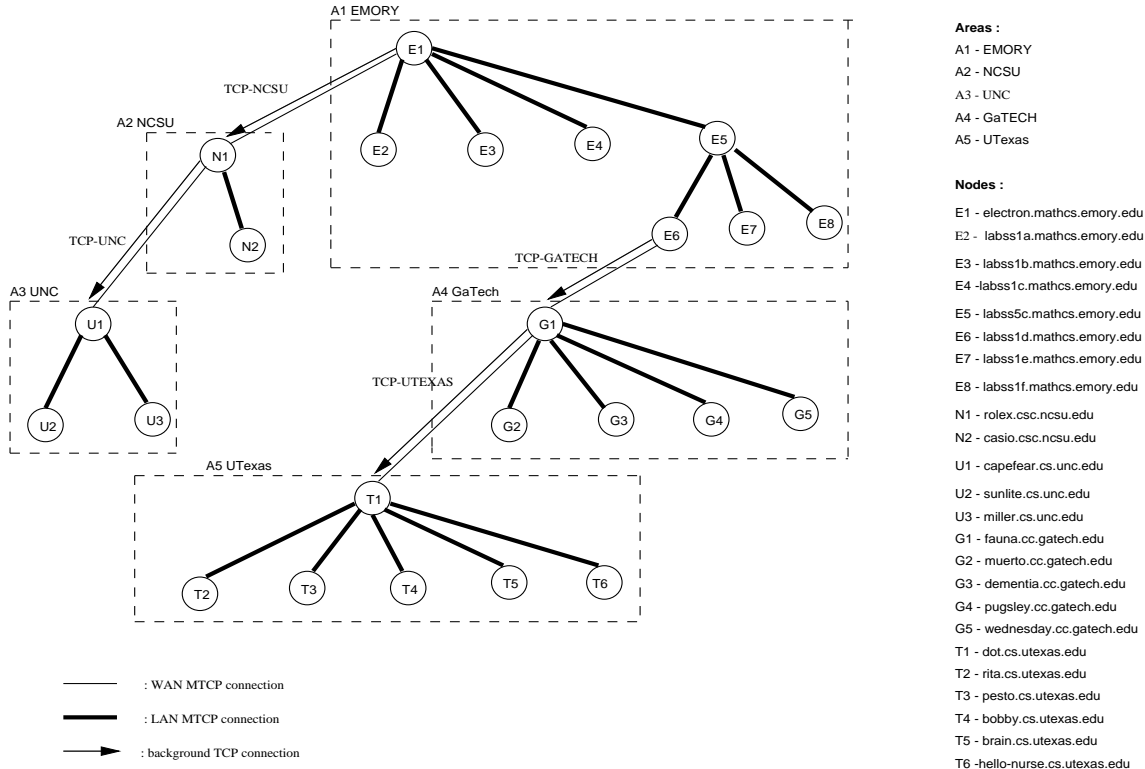 A1 EMORY
E1
TCP-NCSU
A2 NCSU
N1
E2
E3
E4
E5
N2
E6
E7
E8
TCP-UNC
TCP-GATECH
A3 UNC
U1
A4 GaTech
G1
U2
U3
TCP-UTEXAS
G2
G3
G4
G5
A5 UTexas
T1
T2
T3
T4
T5
T6
: WAN MTCP connection
: LAN MTCP connection
: background TCP connection
Areas :
A1 - EMORY
A2 - NCSU
A3 - UNC
A4 - GaTECH
A5 - UTexas
Nodes :
E1 - electron.mathcs.emory.edu
E2 - labss1a.mathcs.emory.edu
E3 - labss1b.mathcs.emory.edu
E4 -labss1c.mathcs.emory.edu
E5 - labss5c.mathcs.emory.edu
E6 - labss1d.mathcs.emory.edu
E7 - labss1e.mathcs.emory.edu
E8 - labss1f.mathcs.emory.edu
N1 - rolex.csc.ncsu.edu
N2 - casio.csc.ncsu.edu
U1 - capefear.cs.unc.edu
U2 - sunlite.cs.unc.edu
U3 - miller.cs.unc.edu
G1 - fauna.cc.gatech.edu
G2 - muerto.cc.gatech.edu
G3 - dementia.cc.gatech.edu
G4 - pugsley.cc.gatech.edu
G5 - wednesday.cc.gatech.edu
T1 - dot.cs.utexas.edu
T2 - rita.cs.utexas.edu
T3 - pesto.cs.utexas.edu
T4 - bobby.cs.utexas.edu
T5 - brain.cs.utexas.edu
T6 -hello-nurse.cs.utexas.edu